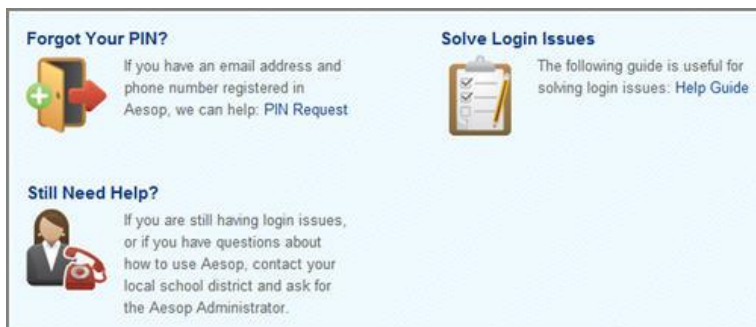 Forgot Your PIN?
If you have an email address and
phone number registered in
Aesop, we can help: PIN Request
Solve Login Issues
The following guide is useful for
solving login issues: Help Guide
Still Need Help?
If you are still having login issues,
or if you have questions about
how to use Aesop, contact your
local school district and ask for
the Aesop Administrator.